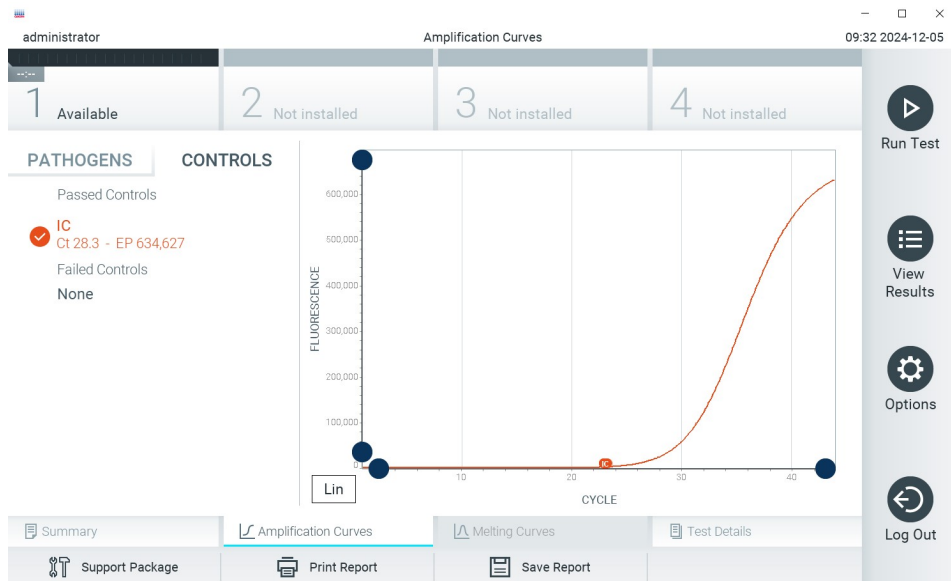 administrator
Amplification Curves
09:32 2024-12-05
--:--
1 Available
2 Not installed
3 Not installed
4 Not installed
Run Test
View
Results
Options
Log Out
PATHOGENS
CONTROLS
Passed Controls
IC
Ct 28.3 - EP 634,627
Failed Controls
None
FLUORESCENCE
600,000
500,000
400,000
300,000
200,000
100,000
0
IC
10
20
30
40
Lin
CYCLE
Summary
Amplification Curves
Melting Curves
Test Details
Support Package
Print Report
Save Report